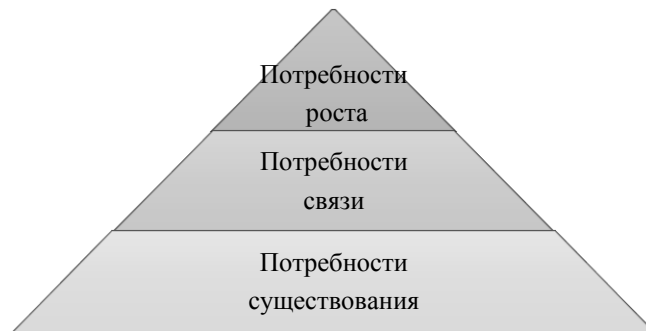 Потребности
роста
Потребности
связи
Потребности
существования